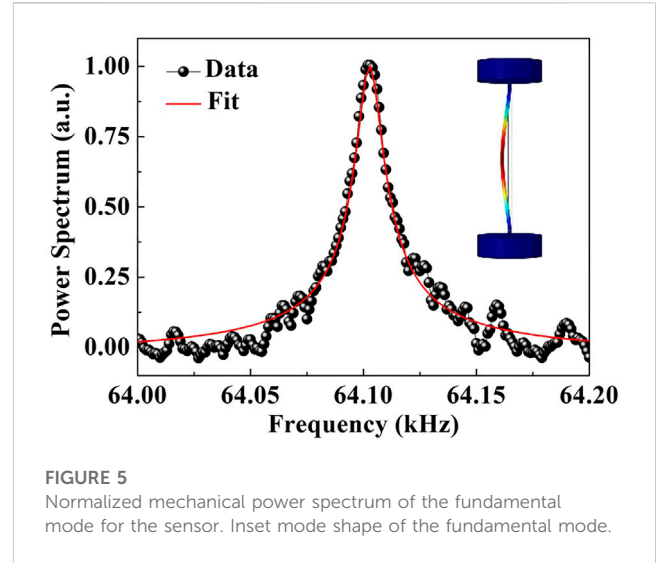 Power Spectrum (a.u.)
1.00
0.75
0.50
0.25
0.00
Data
Fit
64.00 64.05 64.10 64.15 64.20
Frequency (kHz)
FIGURE 5
Normalized mechanical power spectrum of the fundamental
mode for the sensor. Inset mode shape of the fundamental mode.